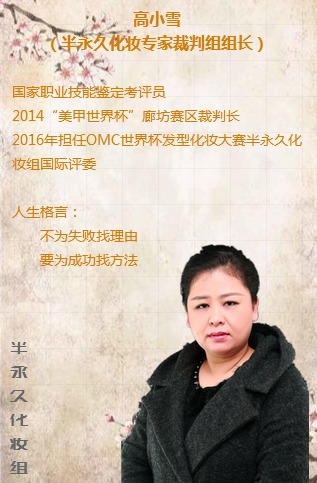 高小雪
（半永久化妆专家裁判组组长）
国家职业技能鉴定考评员
2014“美甲世界杯”廊坊赛区裁判长
2016年担任OMC世界杯发型化妆大赛半永久化
妆组国际评委
人生格言：
不为失败找理由
要为成功找方法
半永久化妆组